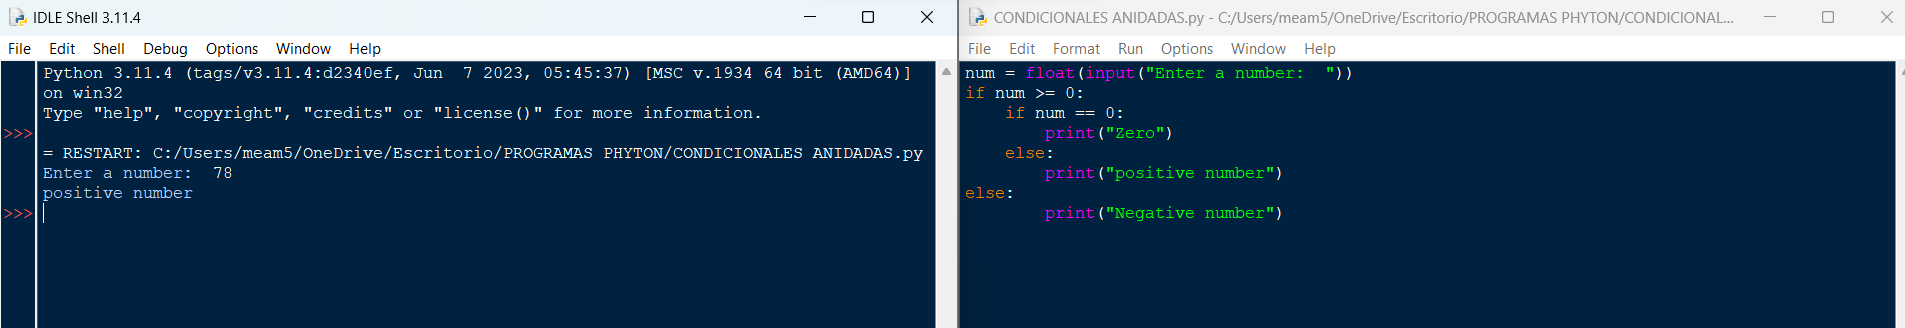 IDLE Shell 3.11.4
File Edit Shell Debug Options Window Help
Python 3.11.4 (tags/v3.11.4:d2340ef, Jun  7 2023, 05:45:37) [MSC v.1934 64 bit (AMD64)]
on win32
Type "help", "copyright", "credits" or "license()" for more information.
>>>
= RESTART: C:/Users/meam5/OneDrive/Escritorio/PROGRAMAS PHYTON/CONDICIONALES ANIDADAS.py
Enter a number:  78
positive number
>>>
CONDICIONALES ANIDADAS.py - C:/Users/meam5/OneDrive/Escritorio/PROGRAMAS PHYTON/CONDICIONAL...
File Edit Format Run Options Window Help
num = float(input("Enter a number:  "))
if num >= 0:
    if num == 0:
        print("Zero")
    else:
        print("positive number")
else:
        print("Negative number")